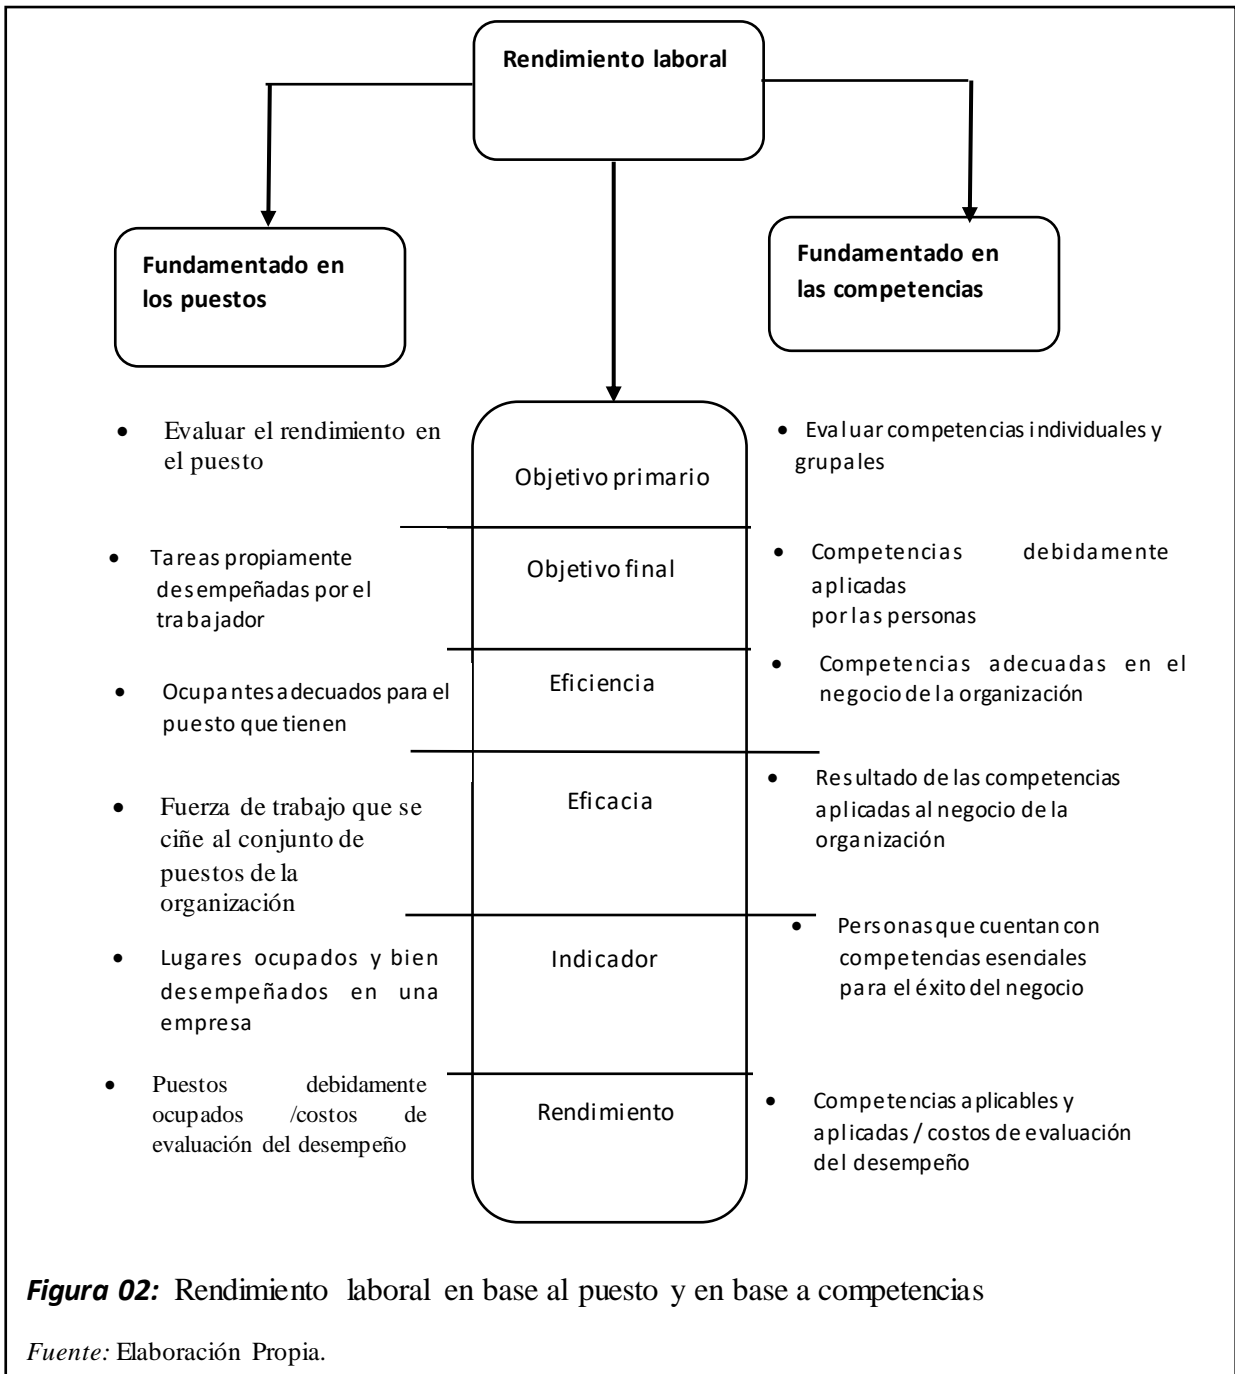 Rendimiento laboral
Fundamentado en
los puestos
Fundamentado en
las competencias
• Evaluar el rendimiento en
el puesto
Objetivo primario
• Evaluar competencias individuales y
grupales
• Tareas propiamente
desempeñadas por el
trabajador
Objetivo final
• Competencias debidamente
aplicadas
por las personas
• Ocupantes adecuados para el
puesto que tienen
Eficiencia
• Competencias adecuadas en el
negocio de la organización
• Fuerza de trabajo que se
ciñe al conjunto de
puestos de la
organización
Eficacia
• Resultado de las competencias
aplicadas al negocio de la
organización
• Lugares ocupados y bien
desempeñados en una
empresa
Indicador
• Personas que cuentan con
competencias esenciales
para el éxito del negocio
• Puestos debidamente
ocupados /costos de
evaluación del desempeño
Rendimiento
• Competencias aplicables y
aplicadas / costos de evaluación
del desempeño
Figura 02: Rendimiento laboral en base al puesto y en base a competencias
Fuente: Elaboración Propia.